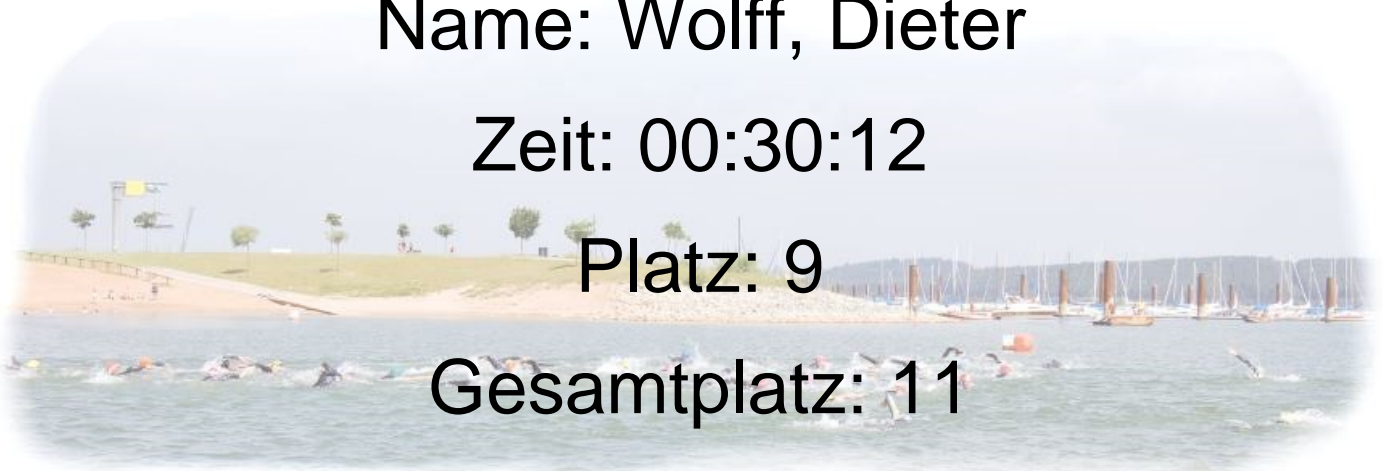 Name: Wolff, Dieter
Zeit: 00:30:12
Platz: 9
Gesamtplatz: 11